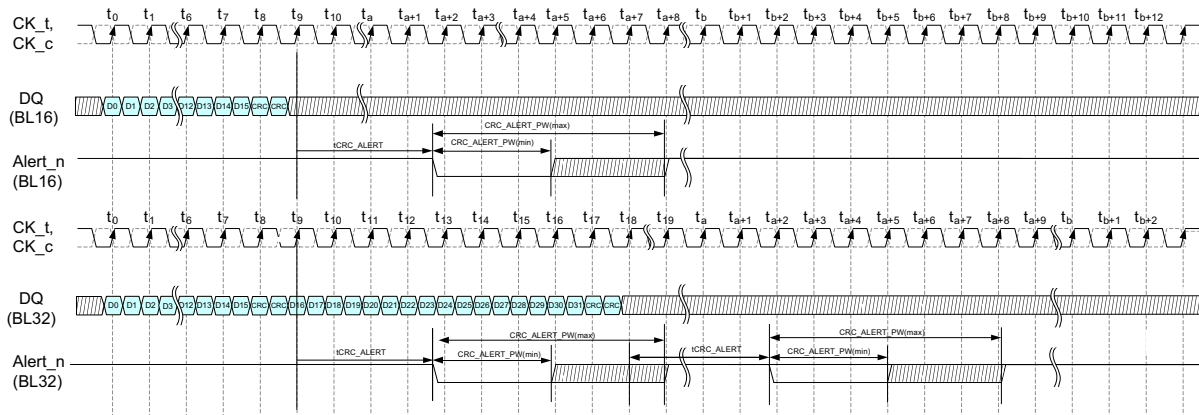 t0 t1 t6 t7 t8 t9 t10 ta ta+1 ta+2 ta+3 ta+4 ta+5 ta+6 ta+7 ta+8 tb tb+1 tb+2 tb+3 tb+4 tb+5 tb+6 tb+7 tb+8 tb+9 tb+10 tb+11 tb+12
CK_t,
CK_c
DQ
(BL16)
D0 D1 D2 D3 D12 D13 D14 D15 CRC CRC
CRC_ALERT_PW(max)
tCRC_ALERT CRC_ALERT_PW(min)
Alert_n
(BL16)
t0 t1 t6 t7 t8 t9 t10 t11 t12 t13 t14 t15 t16 t17 t18 t19 ta ta+1 ta+2 ta+3 ta+4 ta+5 ta+6 ta+7 ta+8 ta+9 tb tb+1 tb+2
CK_t,
CK_c
DQ
(BL32)
D0 D1 D2 D3 D12 D13 D14 D15 CRC CRC D16 D17 D18 D19 D20 D21 D22 D23 D24 D25 D26 D27 D28 D29 D30 D31 CRC CRC
CRC_ALERT_PW(max) CRC_ALERT_PW(max)
tCRC_ALERT CRC_ALERT_PW(min) tCRC_ALERT CRC_ALERT_PW(min)
Alert_n
(BL32)